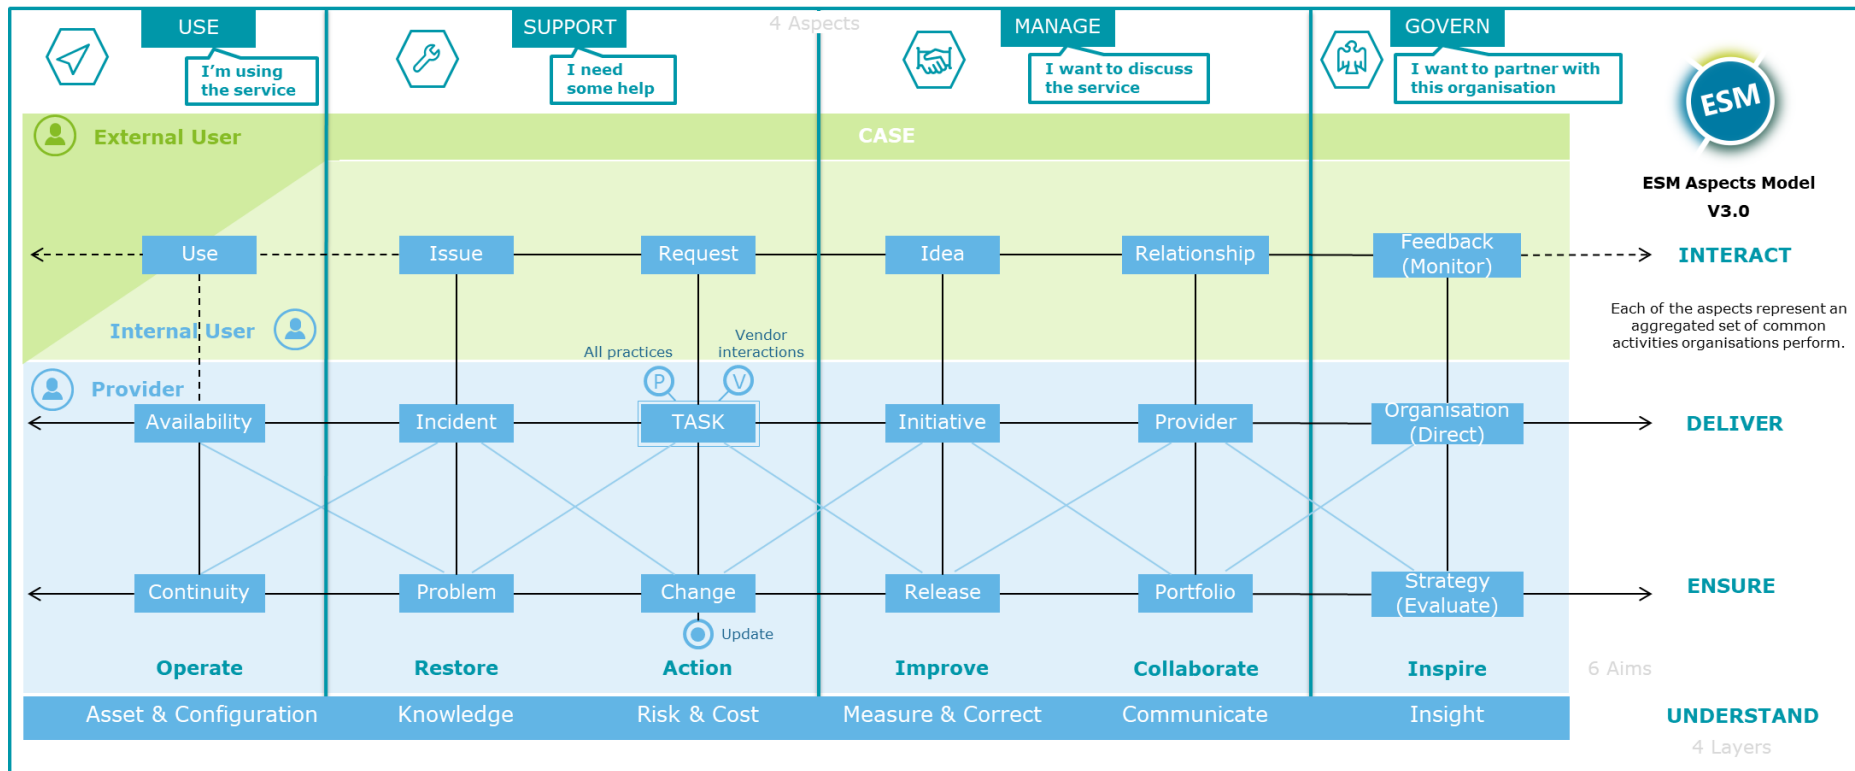 USE
SUPPORT
4 Aspects
MANAGE
GOVERN
I'm using
the service
I need
some help
I want to discuss
the service
I want to partner with
this organisation
ESM
External User
CASE
ESM Aspects Model
V3.0
Use
Issue
Request
Idea
Relationship
Feedback
(Monitor)
INTERACT
Internal User
Each of the aspects represent an
aggregated set of common
activities organisations perform.
All practices
Vendor
interactions
Provider
P
V
Availability
Incident
TASK
Initiative
Provider
Organisation
(Direct)
DELIVER
Continuity
Problem
Change
Release
Portfolio
Strategy
(Evaluate)
ENSURE
Update
Operate
Restore
Action
Improve
Collaborate
Inspire
6 Aims
Asset & Configuration
Knowledge
Risk & Cost
Measure & Correct
Communicate
Insight
UNDERSTAND
4 Layers